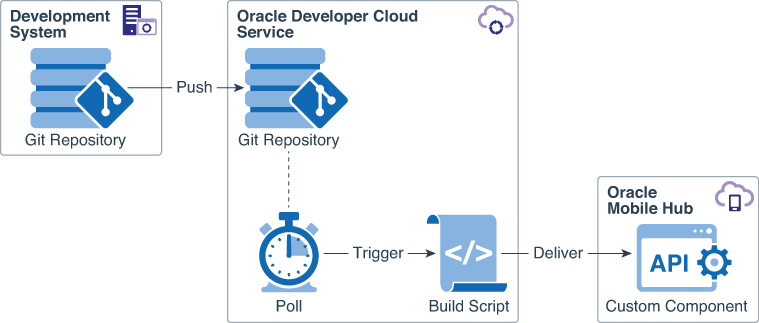 Development
System
Git Repository
Push
Oracle Developer Cloud
Service
Git Repository
Poll
Trigger
</>
Build Script
Deliver
Oracle
Mobile Hub
API
Custom Component